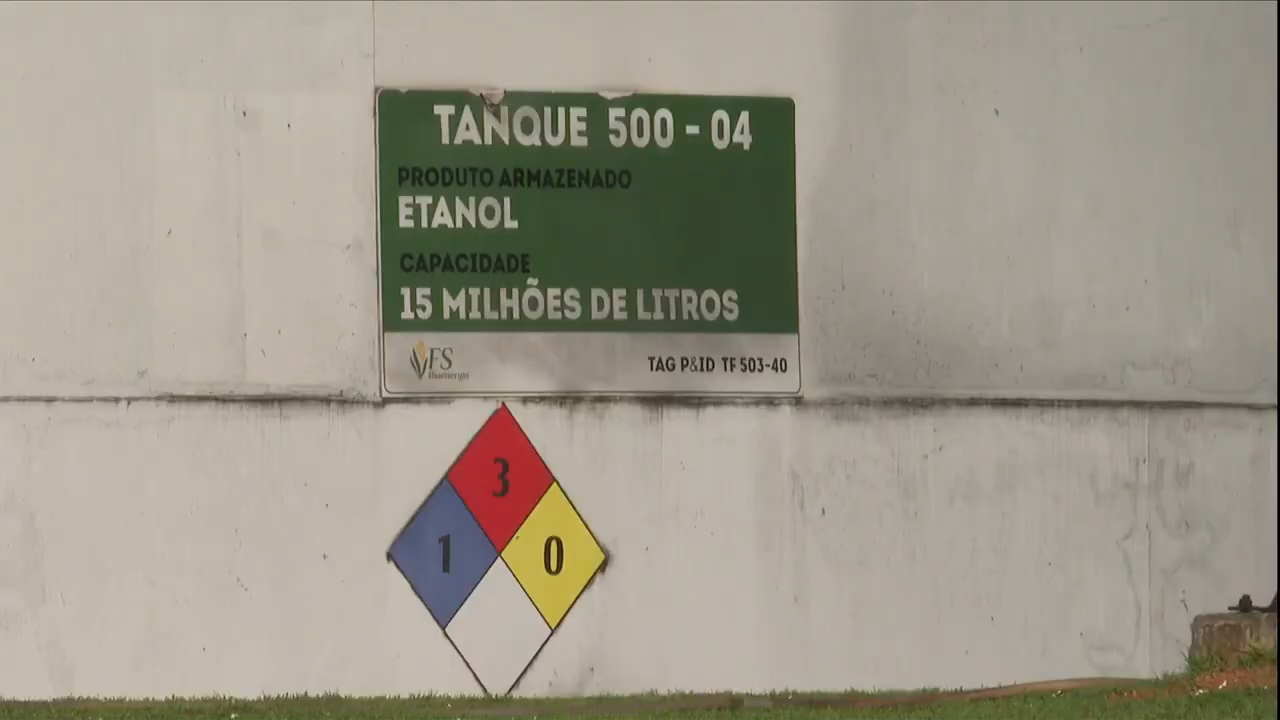 TANQUE 500 - 04
PRODUTO ARMAZENADO
ETANOL
CAPACIDADE
15 MILHÕES DE LITROS
FS
Bioenergia
TAG P&ID TF 503-40
3
1
0